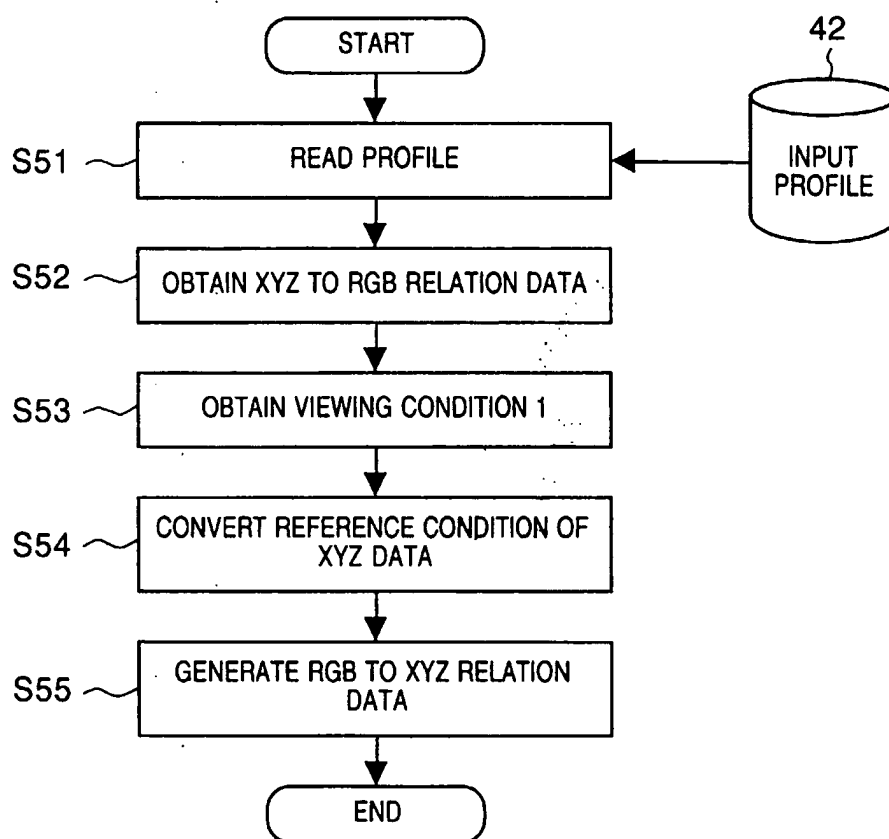 START
42
S51
READ PROFILE
INPUT
PROFILE
S52
OBTAIN XYZ TO RGB RELATION DATA
S53
OBTAIN VIEWING CONDITION 1
S54
CONVERT REFERENCE CONDITION OF
XYZ DATA
S55
GENERATE RGB TO XYZ RELATION
DATA
END